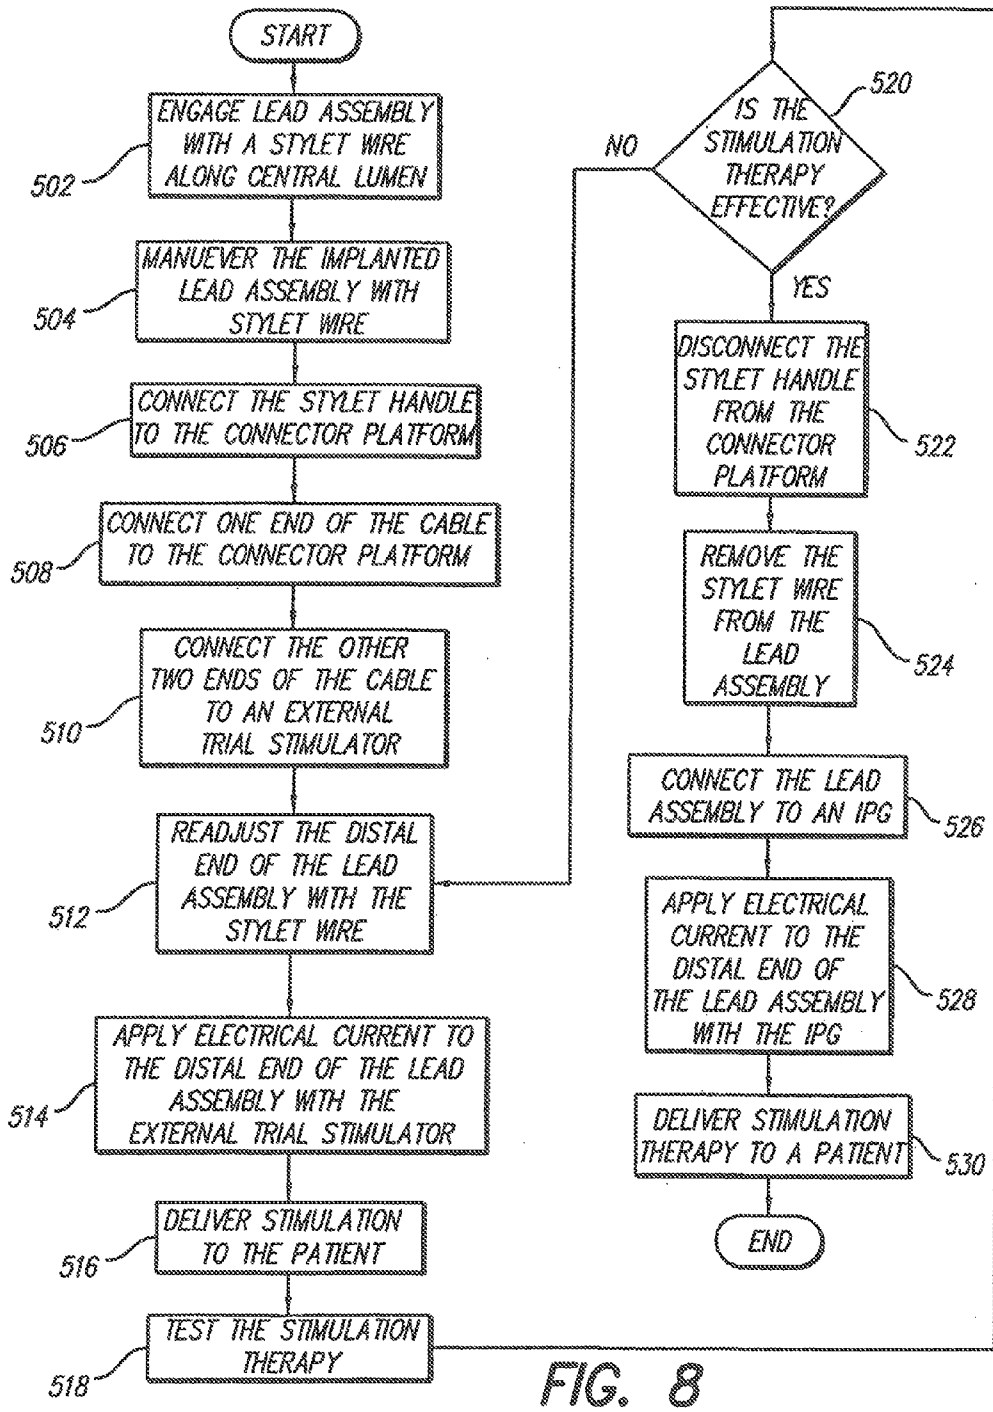 START
ENGAGE LEAD ASSEMBLY
WITH A STYLET WIRE
ALONG CENTRAL LUMEN
502
MANUEVER THE IMPLANTED
LEAD ASSEMBLY WITH
STYLET WIRE
504
CONNECT THE STYLET HANDLE
TO THE CONNECTOR PLATFORM
506
CONNECT ONE END OF THE CABLE
TO THE CONNECTOR PLATFORM
508
CONNECT THE OTHER
TWO ENDS OF THE CABLE
TO AN EXTERNAL
TRIAL STIMULATOR
510
READJUST THE DISTAL
END OF THE LEAD
ASSEMBLY WITH THE
STYLET WIRE
512
APPLY ELECTRICAL CURRENT TO
THE DISTAL END OF THE LEAD
ASSEMBLY WITH THE
EXTERNAL TRIAL STIMULATOR
514
DELIVER STIMULATION
TO THE PATIENT
516
TEST THE STIMULATION
THERAPY
518
520
IS THE
STIMULATION
THERAPY
EFFECTIVE?
NO
YES
DISCONNECT THE
STYLET HANDLE
FROM THE
CONNECTOR
PLATFORM
522
REMOVE THE
STYLET WIRE
FROM THE
LEAD
ASSEMBLY
524
CONNECT THE LEAD
ASSEMBLY TO AN IPG
526
APPLY ELECTRICAL
CURRENT TO THE
DISTAL END OF
THE LEAD ASSEMBLY
WITH THE IPG
528
DELIVER STIMULATION
THERAPY TO A PATIENT
530
END
FIG. 8